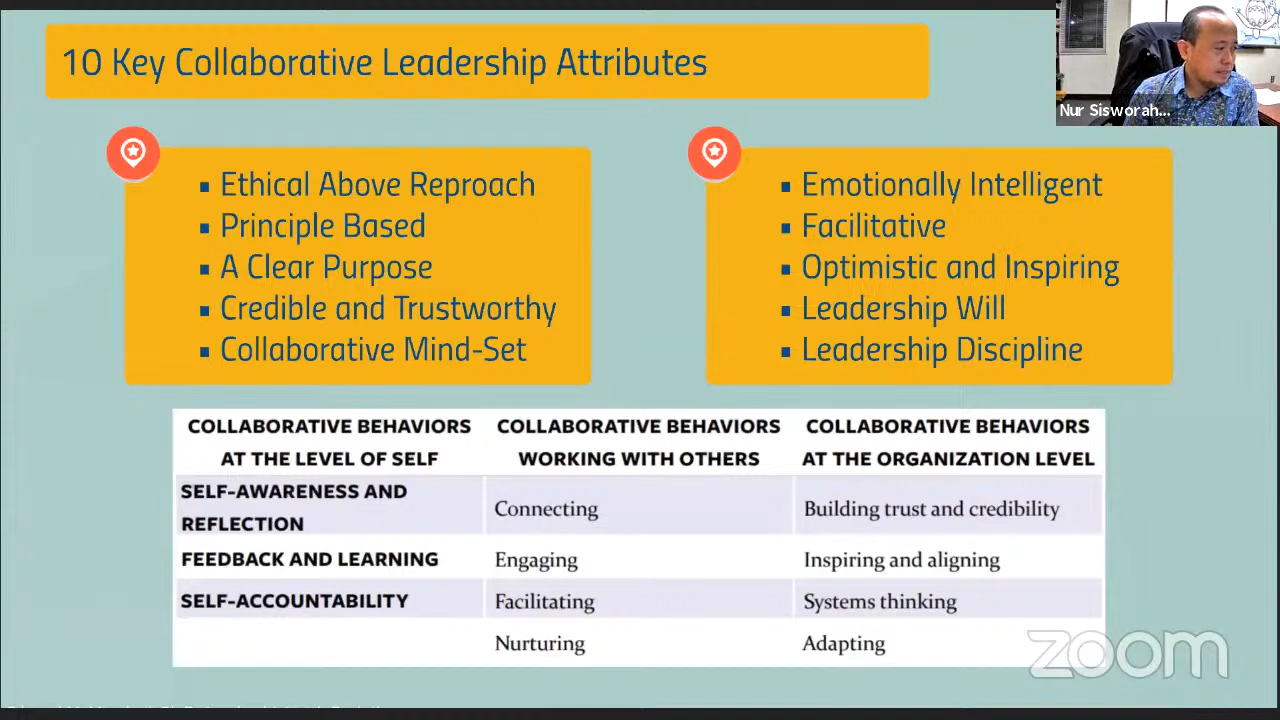 10 Key Collaborative Leadership Attributes
Nur Sisworah...
▪ Ethical Above Reproach
▪ Principle Based
▪ A Clear Purpose
▪ Credible and Trustworthy
▪ Collaborative Mind-Set
▪ Emotionally Intelligent
▪ Facilitative
▪ Optimistic and Inspiring
▪ Leadership Will
▪ Leadership Discipline
COLLABORATIVE BEHAVIORS
AT THE LEVEL OF SELF
COLLABORATIVE BEHAVIORS
WORKING WITH OTHERS
COLLABORATIVE BEHAVIORS
AT THE ORGANIZATION LEVEL
SELF-AWARENESS AND
REFLECTION
Connecting
Building trust and credibility
FEEDBACK AND LEARNING
Engaging
Inspiring and aligning
SELF-ACCOUNTABILITY
Facilitating
Systems thinking
Nurturing
Adapting
zoom